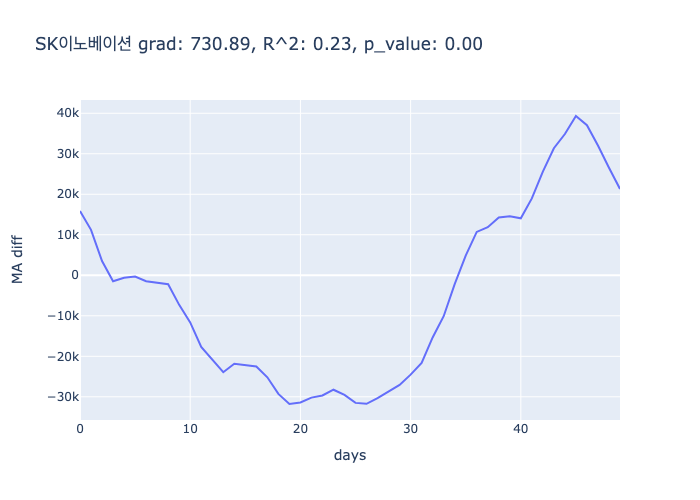 SK이노베이션 grad: 730.89, R^2: 0.23, p_value: 0.00
40k
30k
20k
10k
0
−10k
−20k
−30k
MA diff
0 10 20 30 40
days